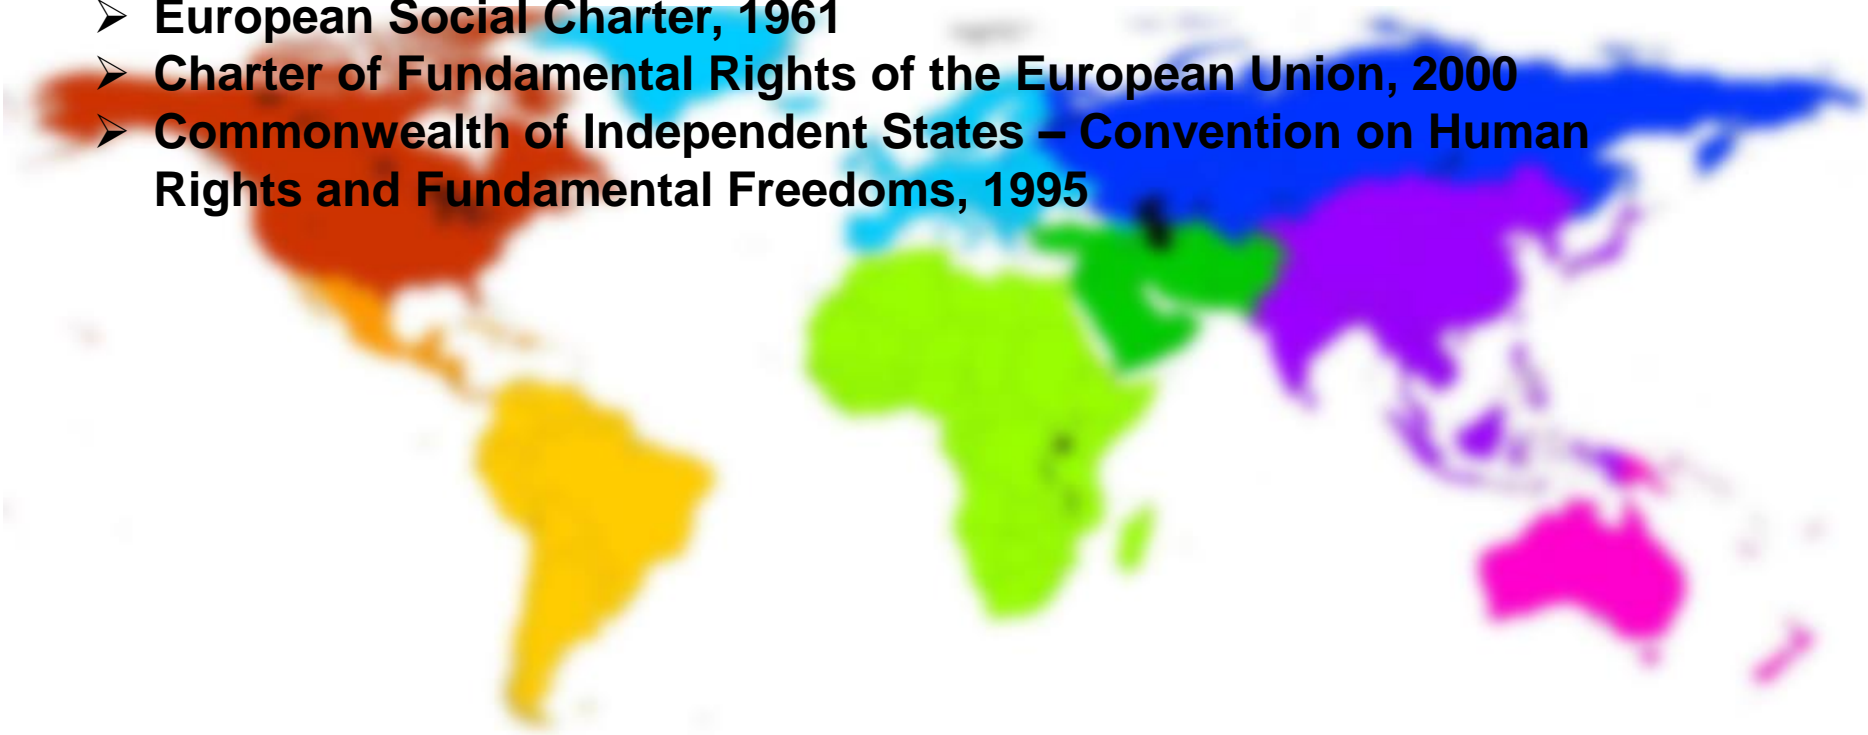 ➢ European Social Charter, 1961
➢ Charter of Fundamental Rights of the European Union, 2000
➢ Commonwealth of Independent States – Convention on Human
Rights and Fundamental Freedoms, 1995